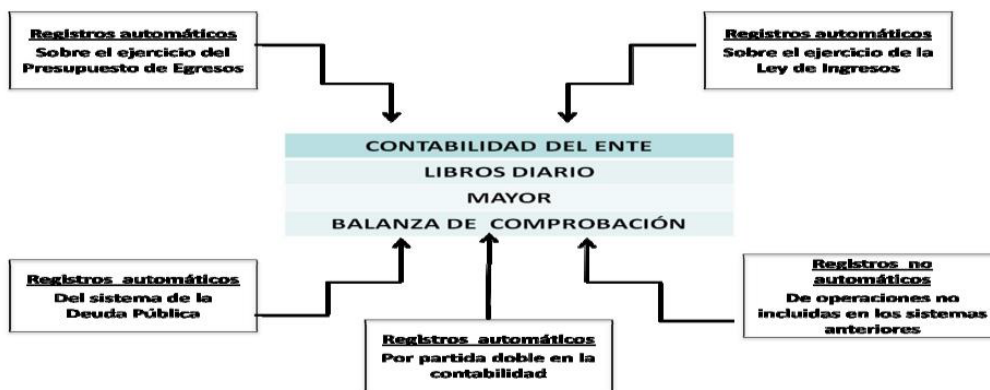 Registros automáticos
Sobre el ejercicio del
Presupuesto de Egresos
Registros automáticos
Sobre el ejercicio de la
Ley de Ingresos
CONTABILIDAD DEL ENTE
LIBROS DIARIO
MAYOR
BALANZA DE COMPROBACIÓN
Registros automáticos
Del sistema de la
Deuda Pública
Registros automáticos
Por partida doble en la
contabilidad
Registros no
automáticos
De operaciones no
incluidas en los sistemas
anteriores